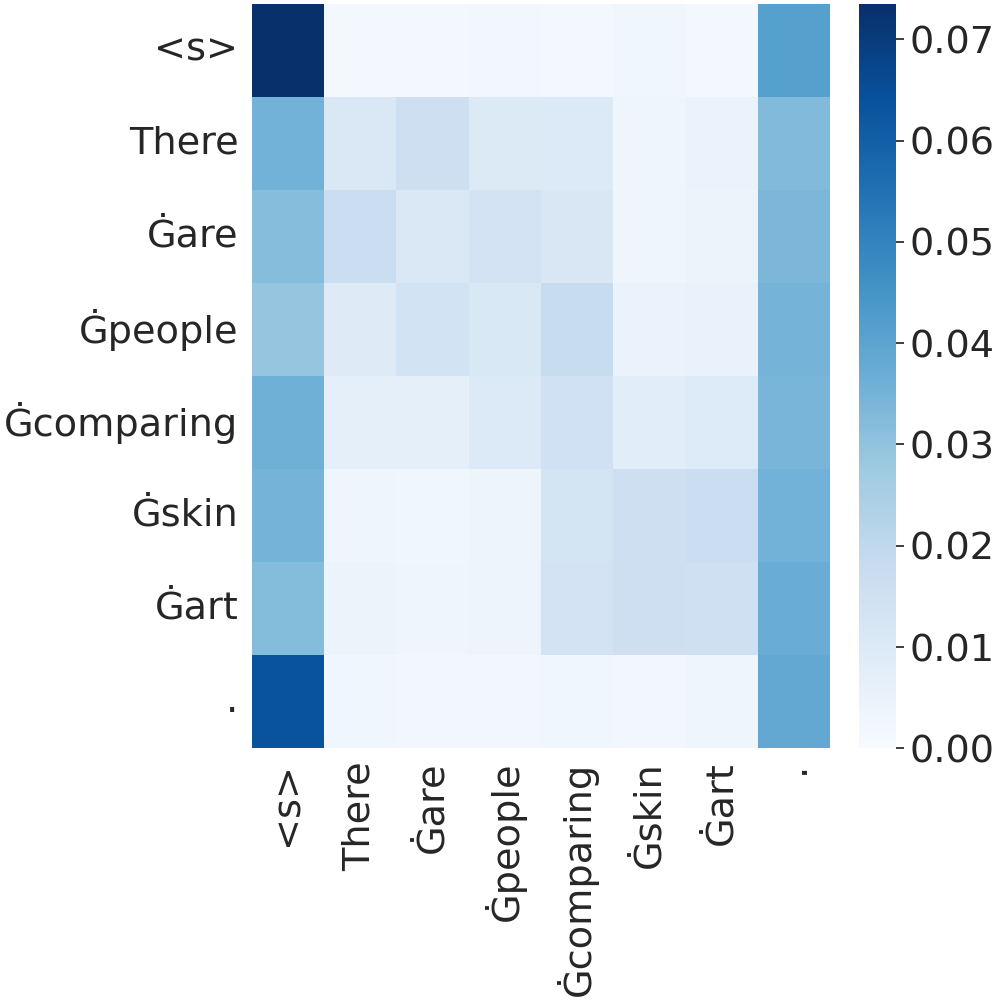 <s>
There
Ġare
Ġpeople
Ġcomparing
Ġskin
Ġart
.
<s>
There
Ġare
Ġpeople
Ġcomparing
Ġskin
Ġart
.
0.07
0.06
0.05
0.04
0.03
0.02
0.01
0.00